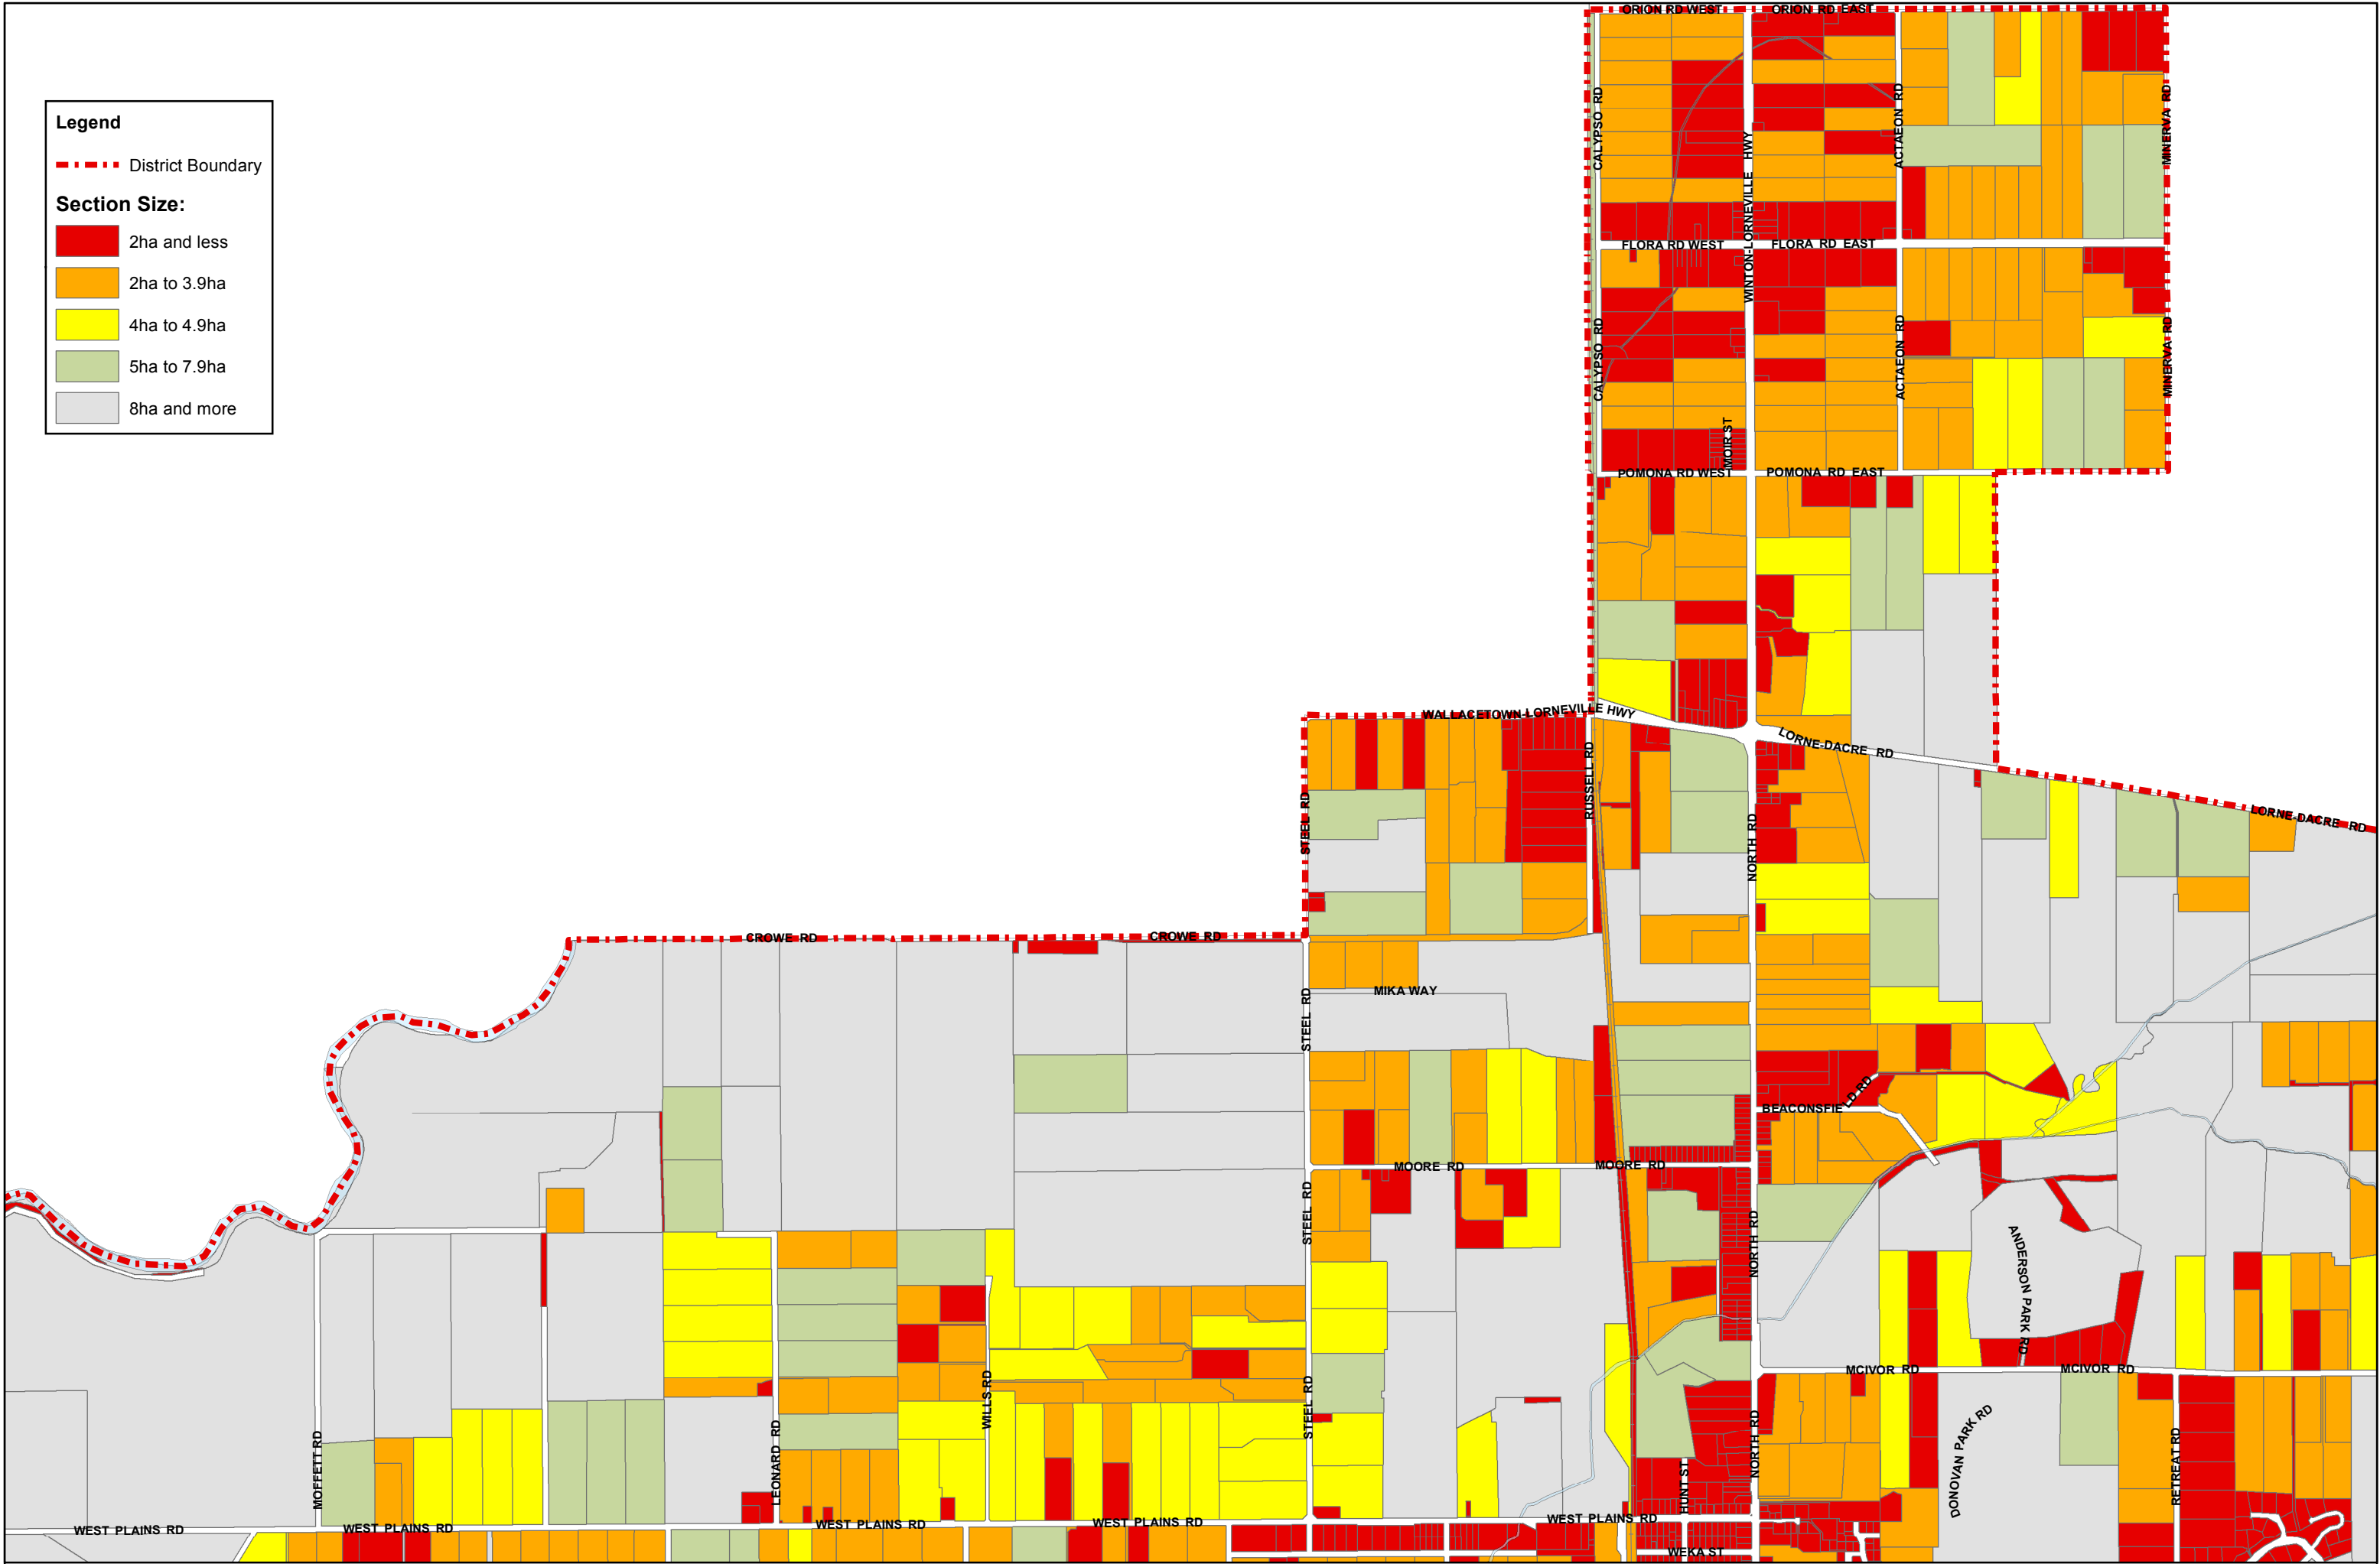 ORION RD WEST
ORION RD EAST
Legend
District Boundary
Section Size:
2ha and less
2ha to 3.9ha
4ha to 4.9ha
5ha to 7.9ha
8ha and more
CALYPSO RD
WINTON-LORNEVILLE HWY
ACTAEON RD
MINERVA RD
FLORA RD WEST
FLORA RD EAST
CALYPSO RD
ACTAEON RD
MINERVA RD
MOIR ST
POMONA RD WEST
POMONA RD EAST
WALLACETOWN-LORNEVILLE HWY
LORNE-DACRE RD
RUSSELL RD
STEEL RD
NORTH RD
LORNE-DACRE RD
CROWE RD
CROWE RD
MIKA WAY
STEEL RD
BEACONSFIELD RD
MOORE RD
MOORE RD
STEEL RD
NORTH RD
ANDERSON PARK RD
MCIVOR RD
MCIVOR RD
WILLS RD
STEEL RD
NORTH RD
DONOVAN PARK RD
RETREAT RD
MOFFETT RD
LEONARD RD
HUNT ST
WEST PLAINS RD
WEST PLAINS RD
WEST PLAINS RD
WEST PLAINS RD
WEST PLAINS RD
WEKA ST